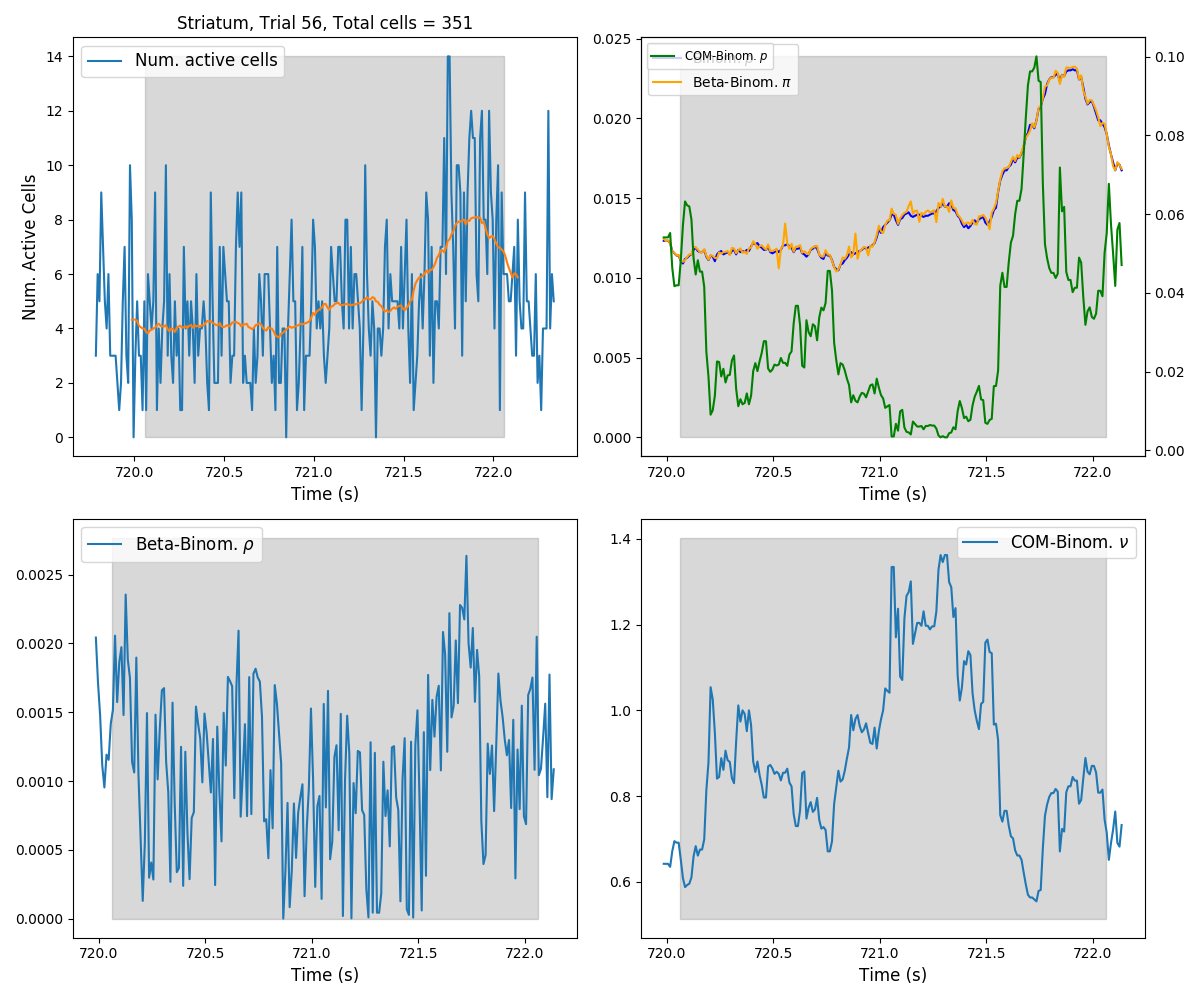 Striatum, Trial 56, Total cells = 351
Num. active cells
Num. Active Cells
14
12
10
8
6
4
2
0
720.0 720.5 721.0 721.5 722.0
Time (s)
COM-Binom. p
Beta-Binom. π
0.025
0.020
0.015
0.010
0.005
0.000
0.10
0.08
0.06
0.04
0.02
0.00
720.0 720.5 721.0 721.5 722.0
Time (s)
Beta-Binom. ρ
0.0025
0.0020
0.0015
0.0010
0.0005
0.0000
720.0 720.5 721.0 721.5 722.0
Time (s)
COM-Binom. ν
1.4
1.2
1.0
0.8
0.6
720.0 720.5 721.0 721.5 722.0
Time (s)